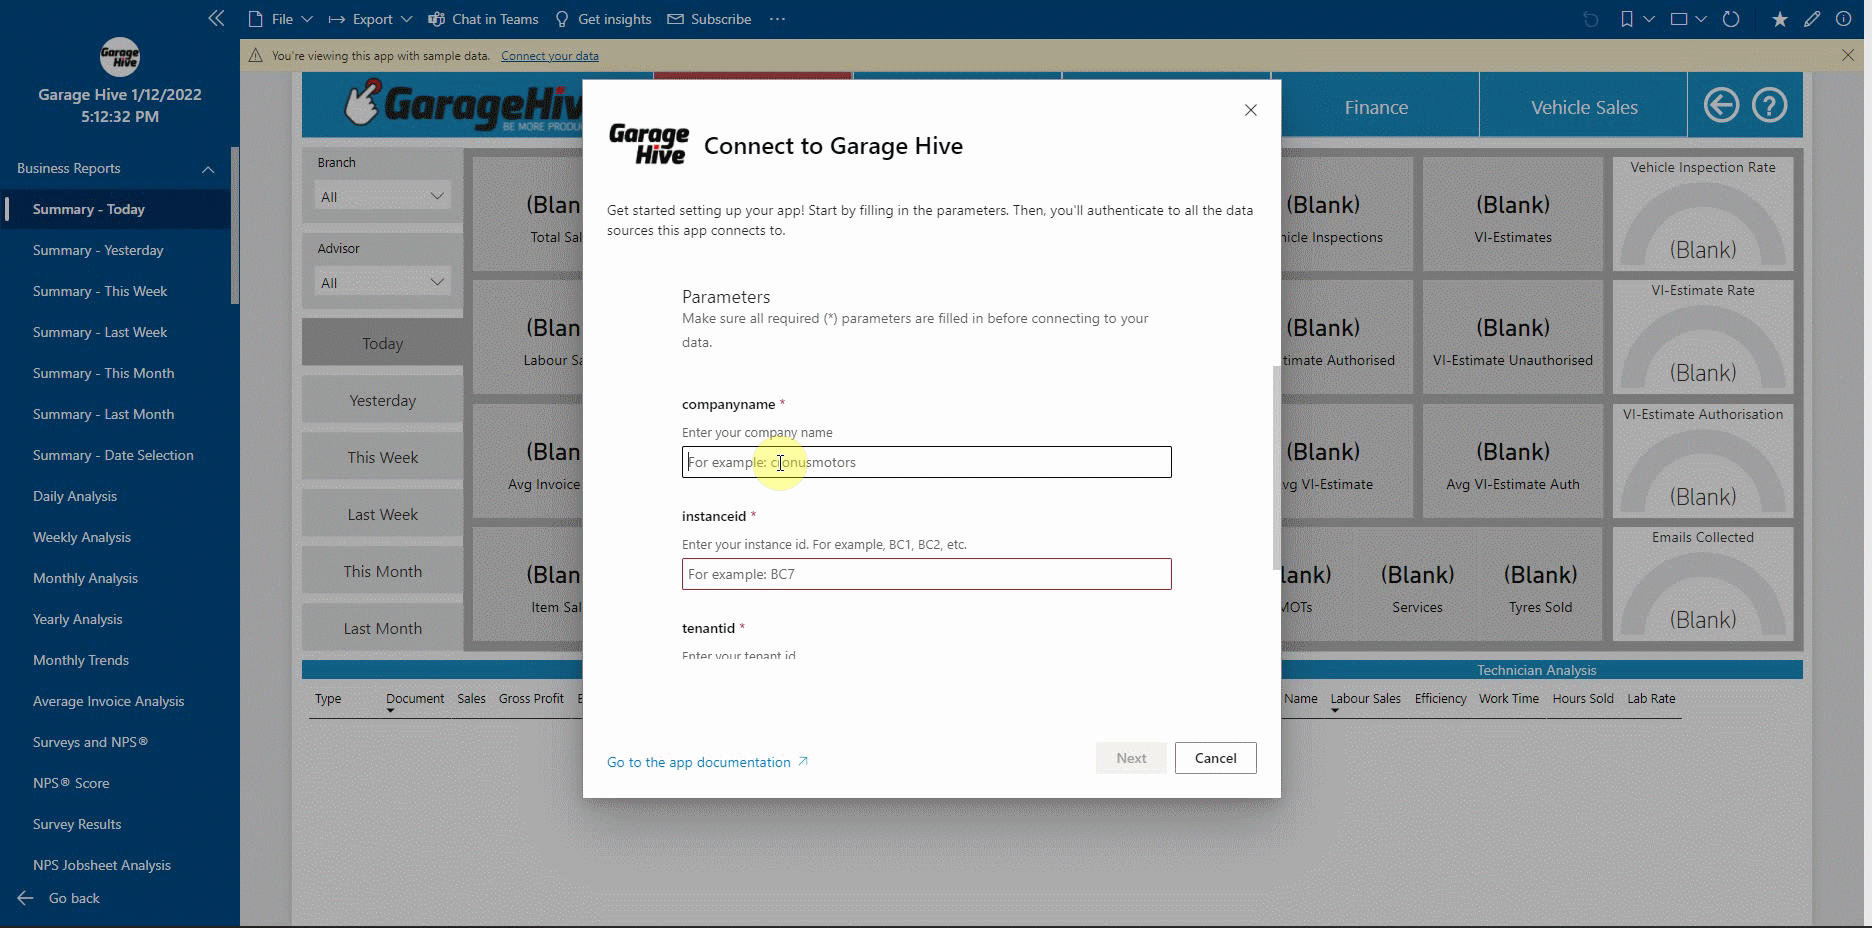 File
Export
Chat in Teams
Get insights
Subscribe
You're viewing this app with sample data. Connect your data
Garage Hive
Garage Hive 1/12/2022
5:12:32 PM
Business Reports
Summary - Today
Summary - Yesterday
Summary - This Week
Summary - Last Week
Summary - This Month
Summary - Last Month
Summary - Date Selection
Daily Analysis
Weekly Analysis
Monthly Analysis
Yearly Analysis
Monthly Trends
Average Invoice Analysis
Surveys and NPS®
NPS® Score
Survey Results
NPS Jobsheet Analysis
Go back
GarageHiv
BE MORE PRODU
Finance
Vehicle Sales
Branch
All
Advisor
All
Today
Yesterday
This Week
Last Week
This Month
Last Month
(Blan
Total Sal
(Blan
Labour Sa
(Blan
Avg Invoice
(Blan
Item Sal
Garage
Hive
Connect to Garage Hive
Get started setting up your app! Start by filling in the parameters. Then, you'll authenticate to all the data
sources this app connects to.
Parameters
Make sure all required (*) parameters are filled in before connecting to your
data.
companyname *
Enter your company name
instanceid *
Enter your instance id. For example, BC1, BC2, etc.
For example: BC7
tenantid *
Enter your tenant id
Go to the app documentation
Next
Cancel
(Blank)
hicle Inspections
(Blank)
VI-Estimates
Vehicle Inspection Rate
(Blank)
(Blank)
timate Authorised
(Blank)
VI-Estimate Unauthorised
VI-Estimate Rate
(Blank)
(Blank)
vg VI-Estimate
(Blank)
Avg VI-Estimate Auth
VI-Estimate Authorisation
(Blank)
lank)
MOTs
(Blank)
Services
(Blank)
Tyres Sold
Emails Collected
(Blank)
Technician Analysis
Type Document Sales Gross Profit
Name Labour Sales Efficiency Work Time Hours Sold Lab Rate